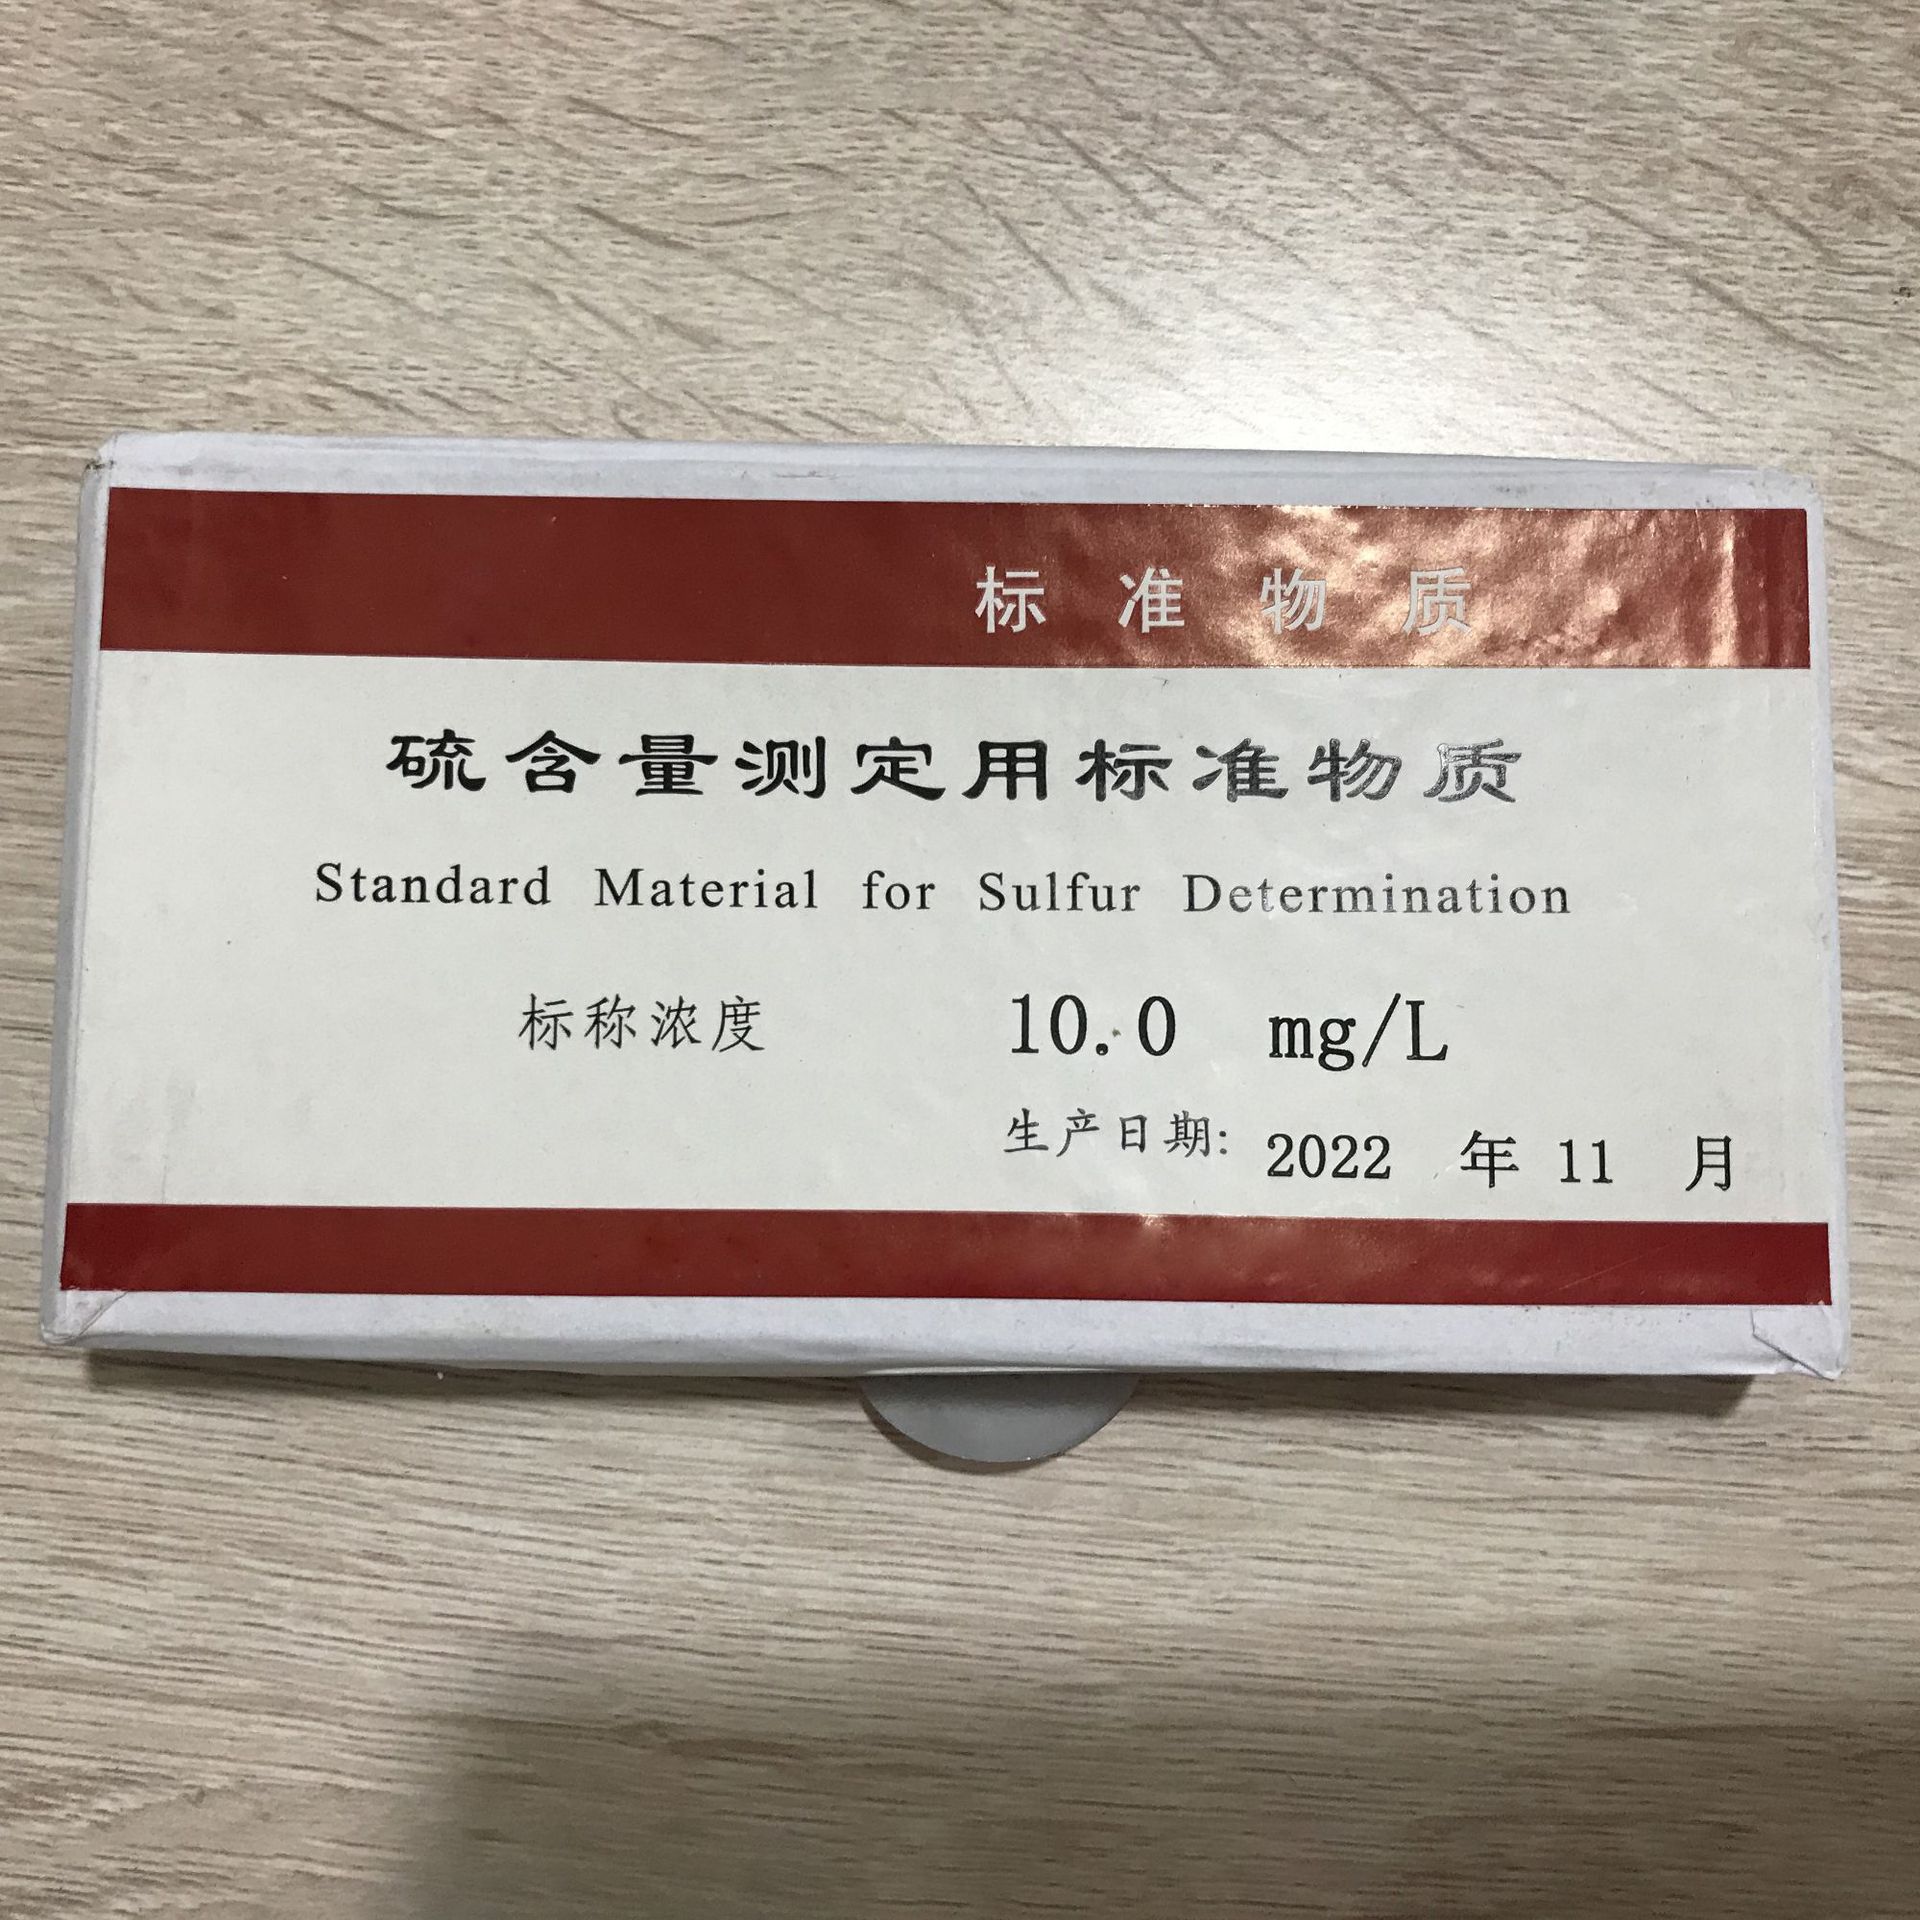 标准物质
硫含量测定用标准物质
Standard Material for Sulfur Determination
标称浓度 10.0 mg/L
生产日期: 2022 年 11 月